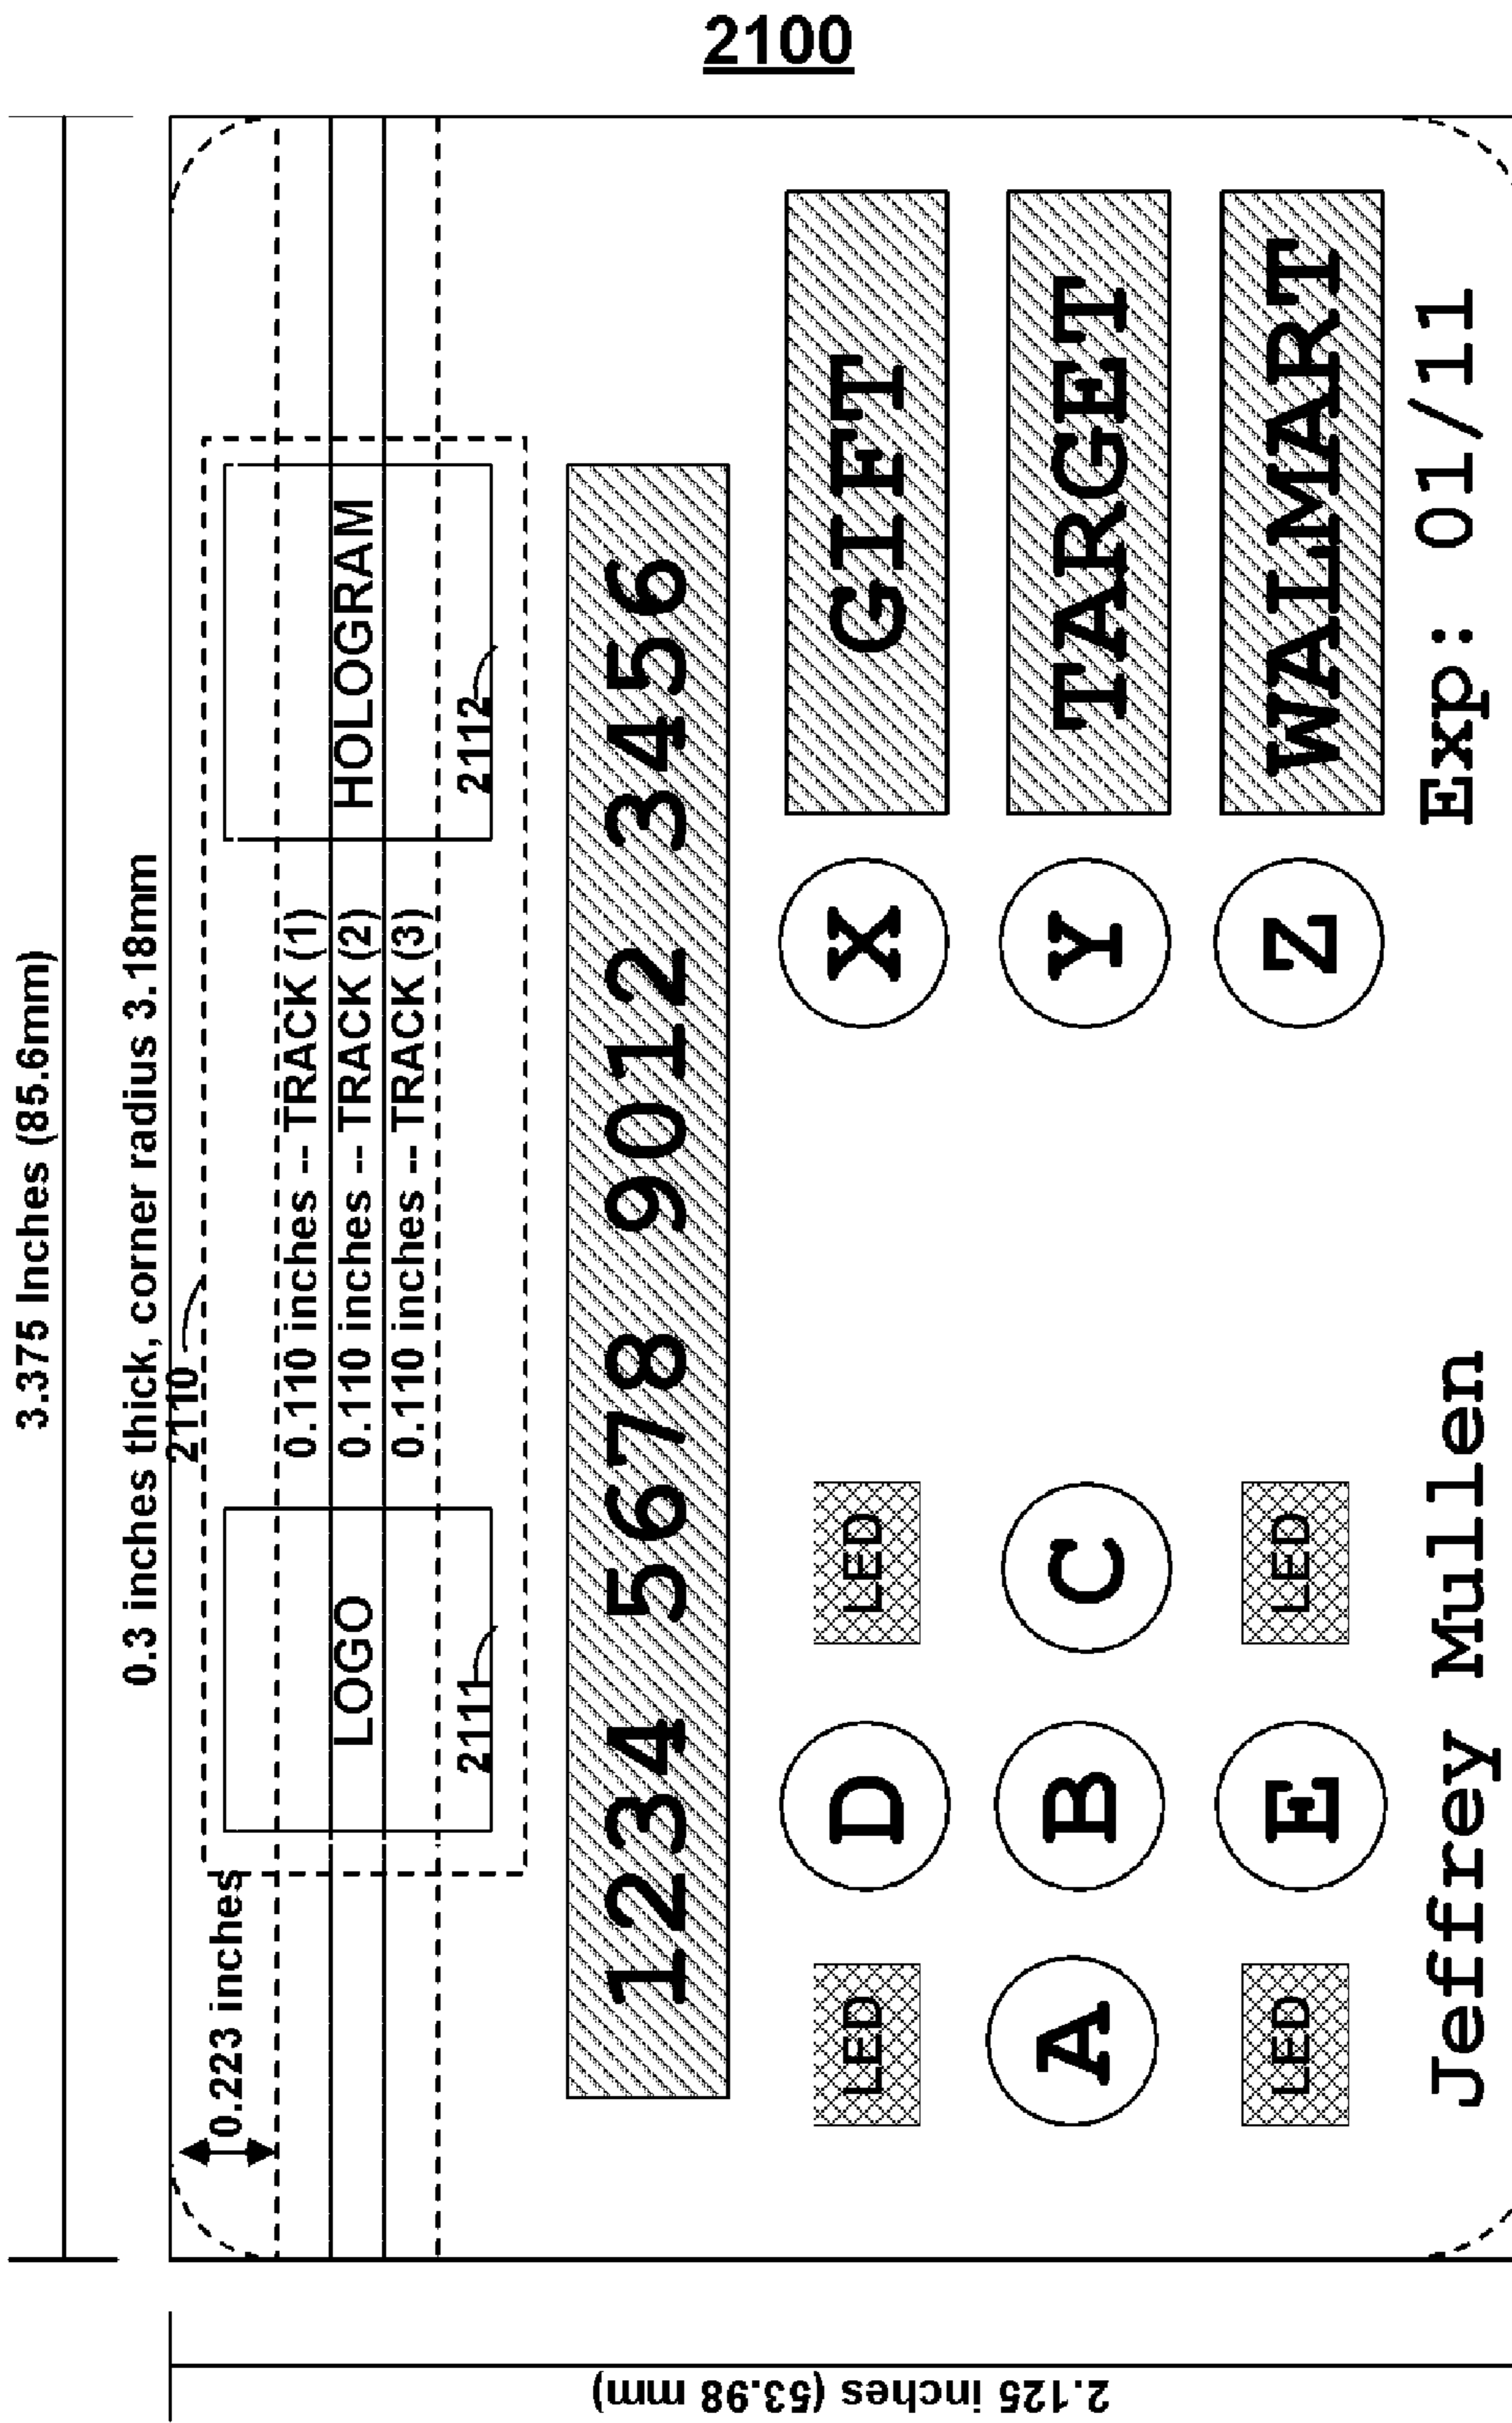 2100
3.375 Inches (85.6mm)
0.3 inches thick, corner radius 3.18mm
2110
0.223 inches
0.110 inches -- TRACK (1)
0.110 inches -- TRACK (2)
0.110 inches -- TRACK (3)
LOGO
2111
HOLOGRAM
2112
1234 5678 9012 3456
LED D LED X GIFT
A B C Y TARGET
LED E LED Z WALMART
Jeffrey Mullen Exp: 01/11
2.125 inches (53.98 mm)